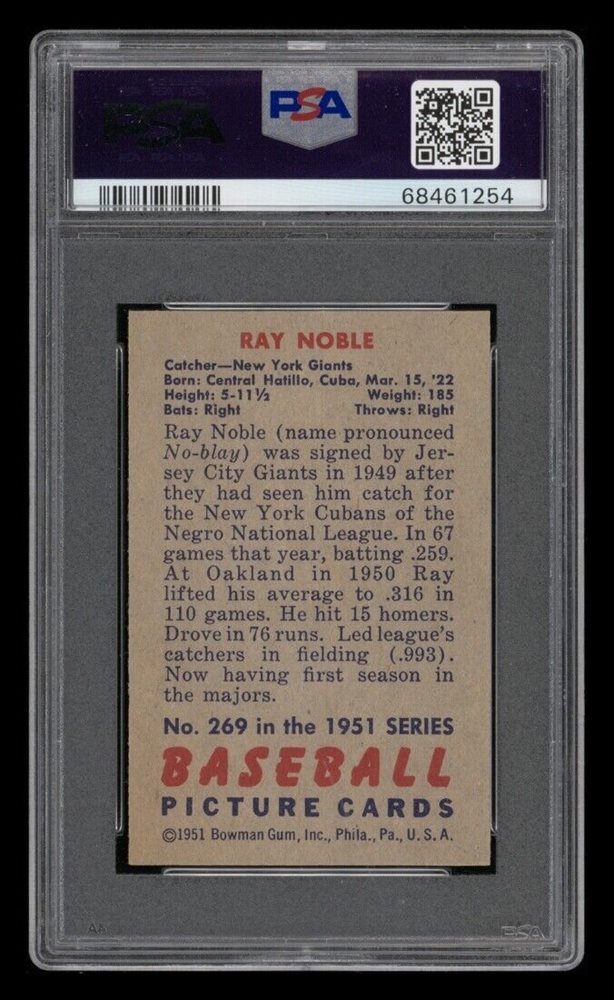 PSA
PSA
68461254
RAY NOBLE
Catcher—New York Giants
Born: Central Hatillo, Cuba, Mar. 15, '22
Height: 5-11½ Weight: 185
Bats: Right Throws: Right
Ray Noble (name pronounced
No-blay) was signed by Jer-
sey City Giants in 1949 after
they had seen him catch for
the New York Cubans of the
Negro National League. In 67
games that year, batting .259.
At Oakland in 1950 Ray
lifted his average to .316 in
110 games. He hit 15 homers.
Drove in 76 runs. Led league's
catchers in fielding (.993).
Now having first season in
the majors.
No. 269 in the 1951 SERIES
BASEBALL
PICTURE CARDS
©1951 Bowman Gum, Inc., Phila., Pa., U. S. A.
AA PSA